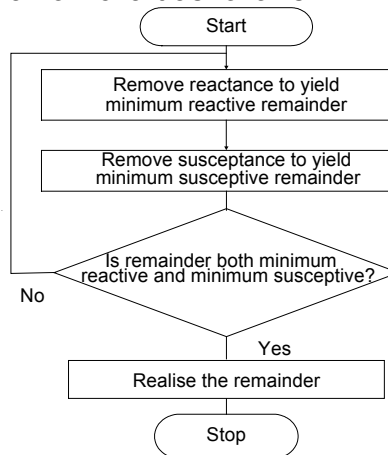 Start
Remove reactance to yield
minimum reactive remainder
Remove susceptance to yield
minimum susceptive remainder
Is remainder both minimum
reactive and minimum susceptive?
No
Yes
Realise the remainder
Stop